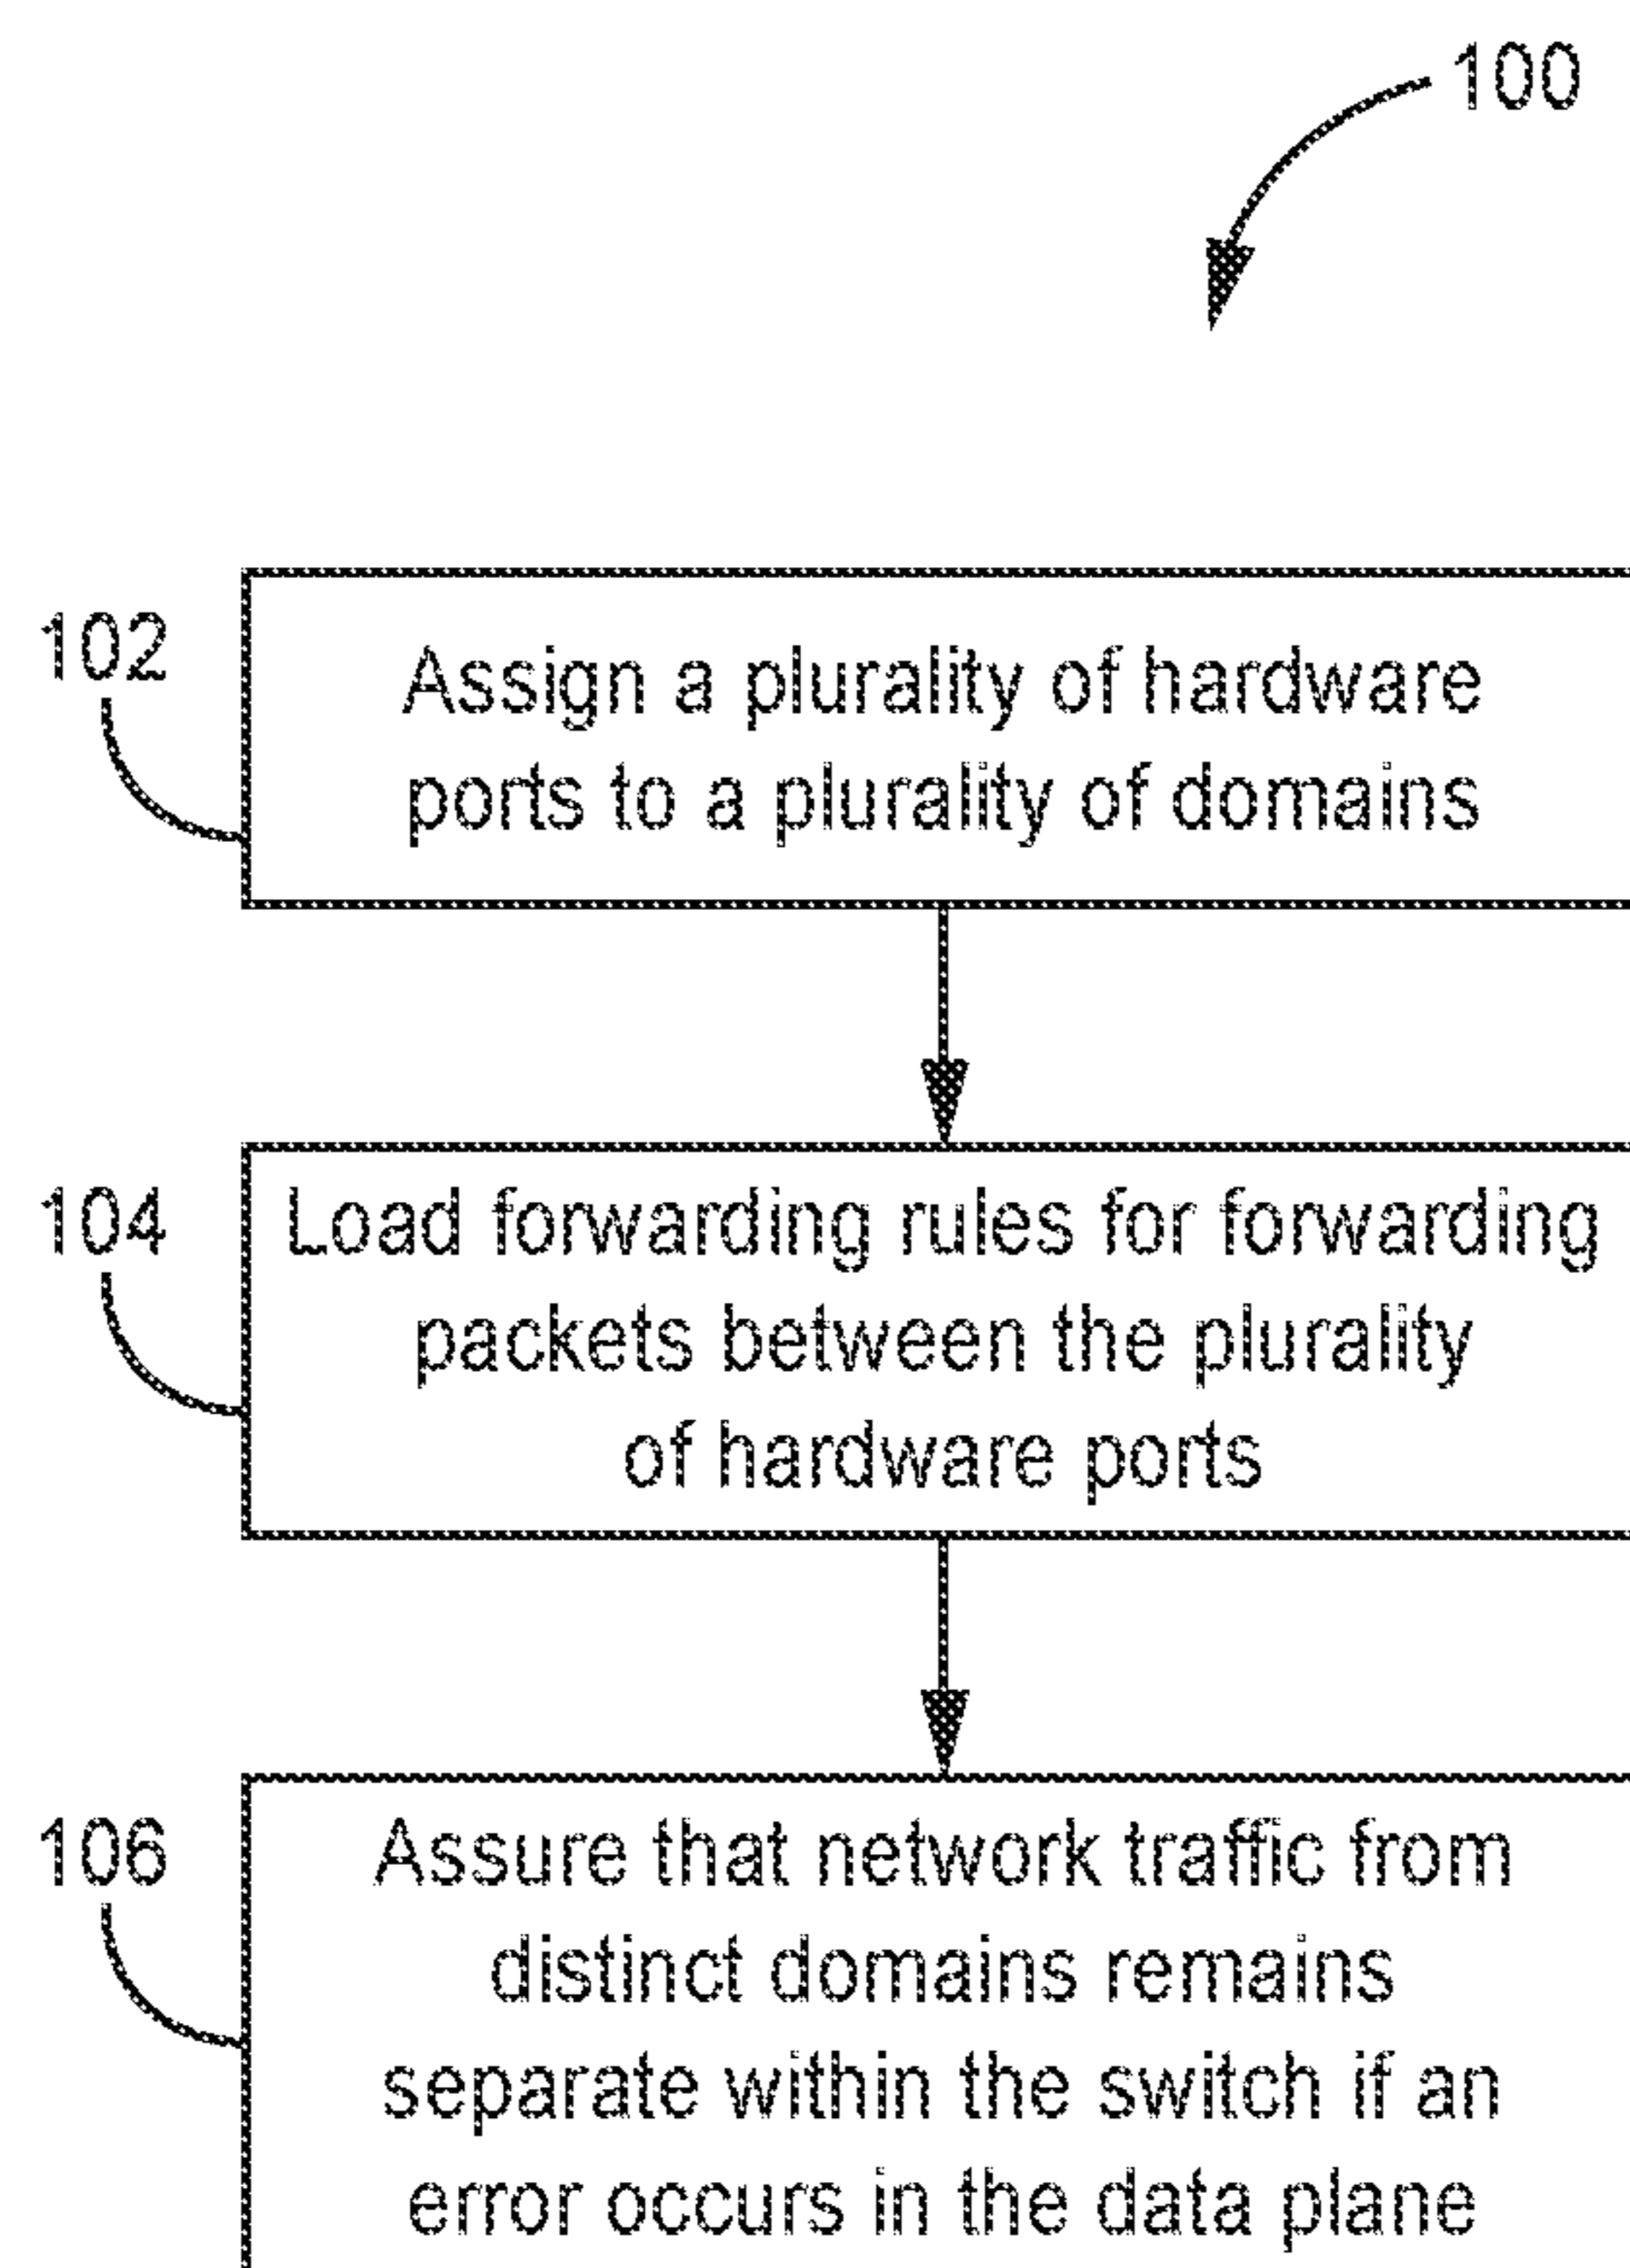 100
102
Assign a plurality of hardware
ports to a plurality of domains
104
Load forwarding rules for forwarding
packets between the plurality
of hardware ports
106
Assure that network traffic from
distinct domains remains
separate within the switch if an
error occurs in the data plane